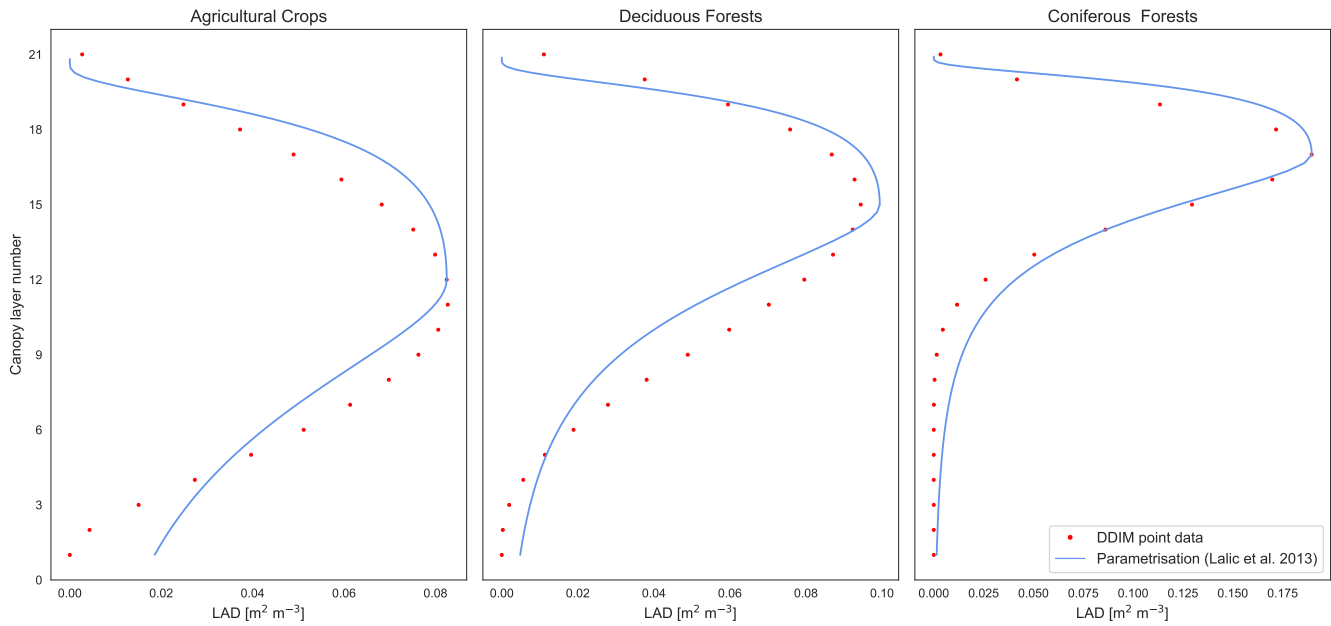 Agricultural Crops
Deciduous Forests
Coniferous  Forests
Canopy layer number
21
18
15
12
9
6
3
0
0.00 0.02 0.04 0.06 0.08
0.00 0.02 0.04 0.06 0.08 0.10
0.000 0.025 0.050 0.075 0.100 0.125 0.150 0.175
LAD [m² m⁻³]
LAD [m² m⁻³]
LAD [m² m⁻³]
DDIM point data
Parametrisation (Lalic et al. 2013)